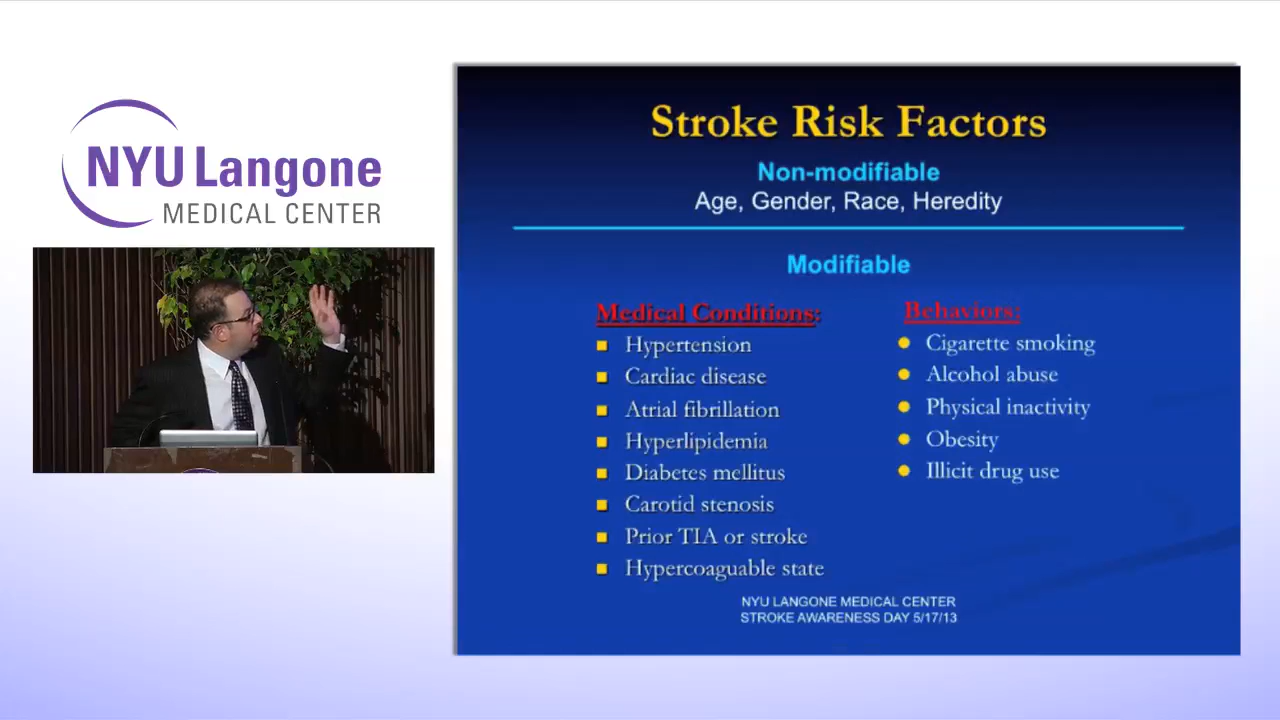 NYU Langone
MEDICAL CENTER
Stroke Risk Factors
Non-modifiable
Age, Gender, Race, Heredity
Modifiable
Medical Conditions:
Hypertension
Cardiac disease
Atrial fibrillation
Hyperlipidemia
Diabetes mellitus
Carotid stenosis
Prior TIA or stroke
Hypercoaguable state
Behaviors:
Cigarette smoking
Alcohol abuse
Physical inactivity
Obesity
Illicit drug use
NYU LANGONE MEDICAL CENTER
STROKE AWARENESS DAY 5/17/13